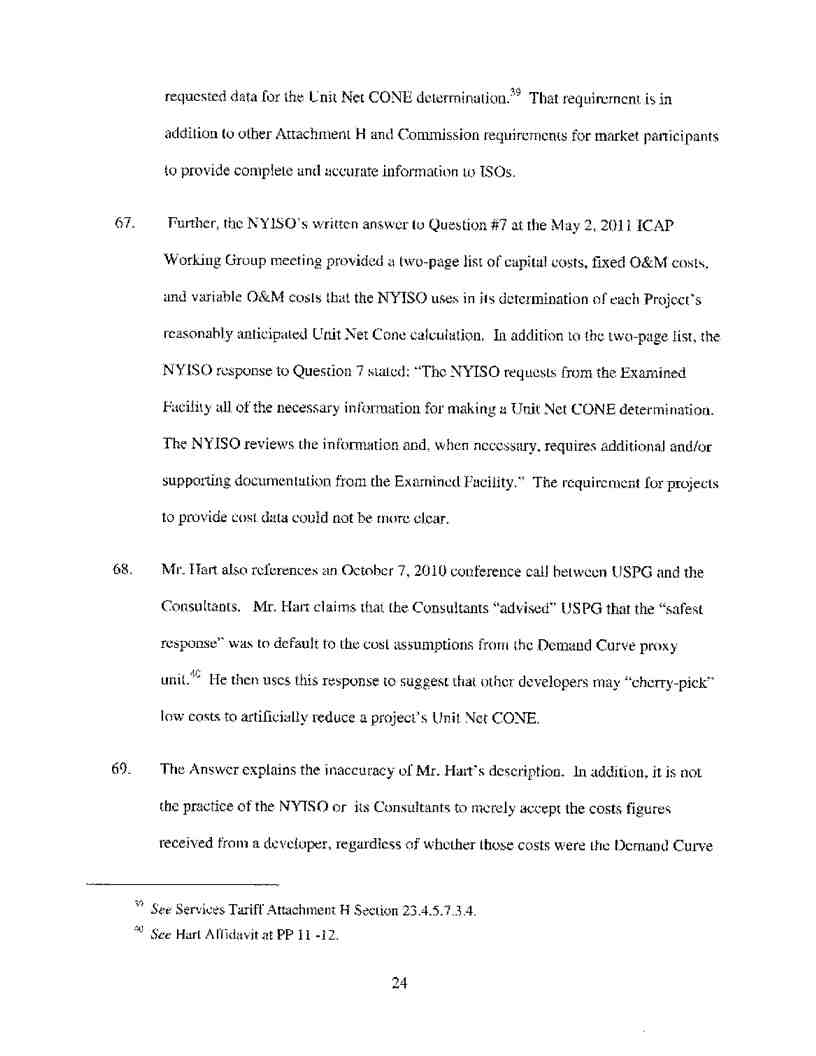 requested data for the Unit Net CONE determination.39 That requirement is in
addition to other Attachment H and Commission requirements for market participants
to provide complete and accurate information to ISOs.
67. Further, the NYISO's written answer to Question #7 at the May 2, 2011 ICAP
Working Group meeting provided a two-page list of capital costs, fixed O&M costs,
and variable O&M costs that the NYISO uses in its determination of each Project's
reasonably anticipated Unit Net Cone calculation. In addition to the two-page list, the
NYISO response to Question 7 stated: “The NYISO requests from the Examined
Facility all of the necessary information for making a Unit Net CONE determination.
The NYISO reviews the information and, when necessary, requires additional and/or
supporting documentation from the Examined Facility.” The requirement for projects
to provide cost data could not be more clear.
68. Mr. Hart also references an October 7, 2010 conference call between USPG and the
Consultants. Mr. Hart claims that the Consultants “advised” USPG that the “safest
response” was to default to the cost assumptions from the Demand Curve proxy
unit.40 He then uses this response to suggest that other developers may “cherry-pick”
low costs to artificially reduce a project's Unit Net CONE.
69. The Answer explains the inaccuracy of Mr. Hart's description. In addition, it is not
the practice of the NYISO or its Consultants to merely accept the costs figures
received from a developer, regardless of whether those costs were the Demand Curve
39 See Services Tariff Attachment H Section 23.4.5.7.3.4.
40 See Hart Affidavit at PP 11 -12.
24